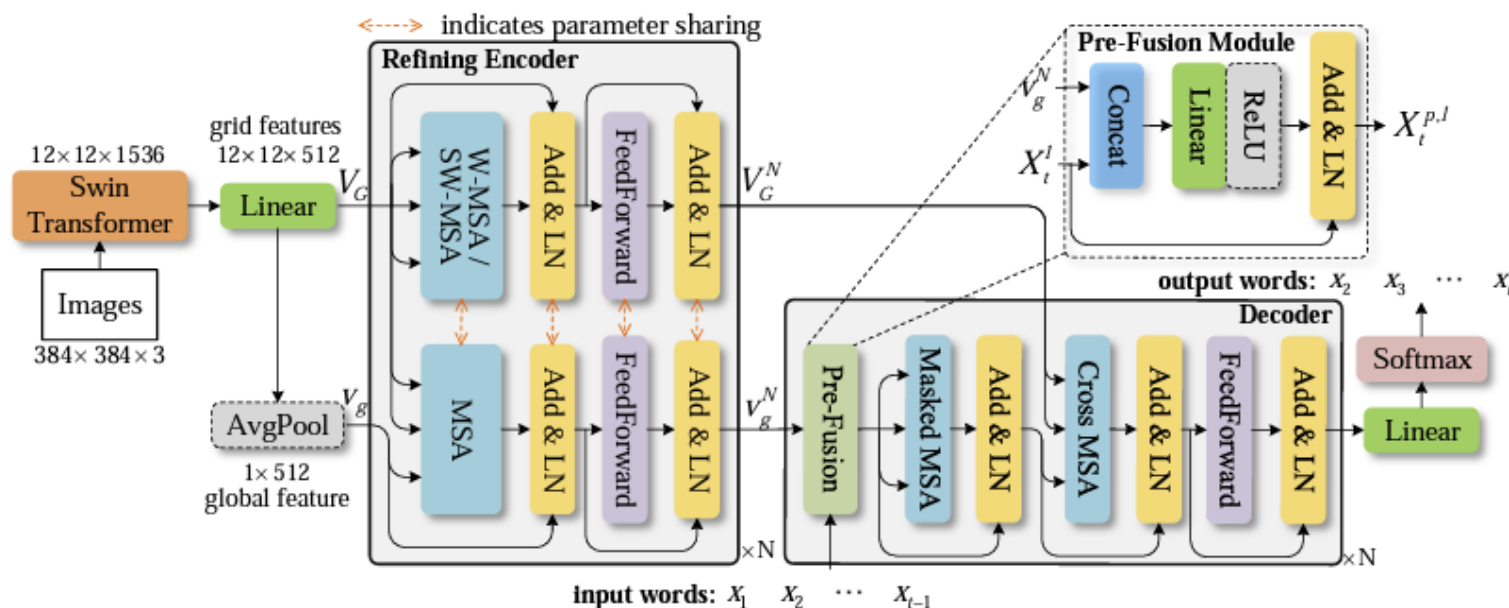 indicates parameter sharing
Refining Encoder
grid features
12×12×1536
12×12×512
Swin
Transformer
Linear
V_G
Images
384×384×3
AvgPool
v_g
1×512
global feature
W-MSA /
SW-MSA
Add & LN
FeedForward
Add & LN
V_G^N
MSA
Add & LN
FeedForward
Add & LN
v_g^N
×N
Pre-Fusion Module
V_g^N
X_t^l
Concat
Linear
ReLU
Add & LN
X_t^{p,l}
output words: x_2 x_3 ⋯
Decoder
Pre-Fusion
Masked MSA
Add & LN
Cross MSA
Add & LN
FeedForward
Add & LN
×N
Softmax
Linear
input words: x_1 x_2 ⋯ x_{t−1}